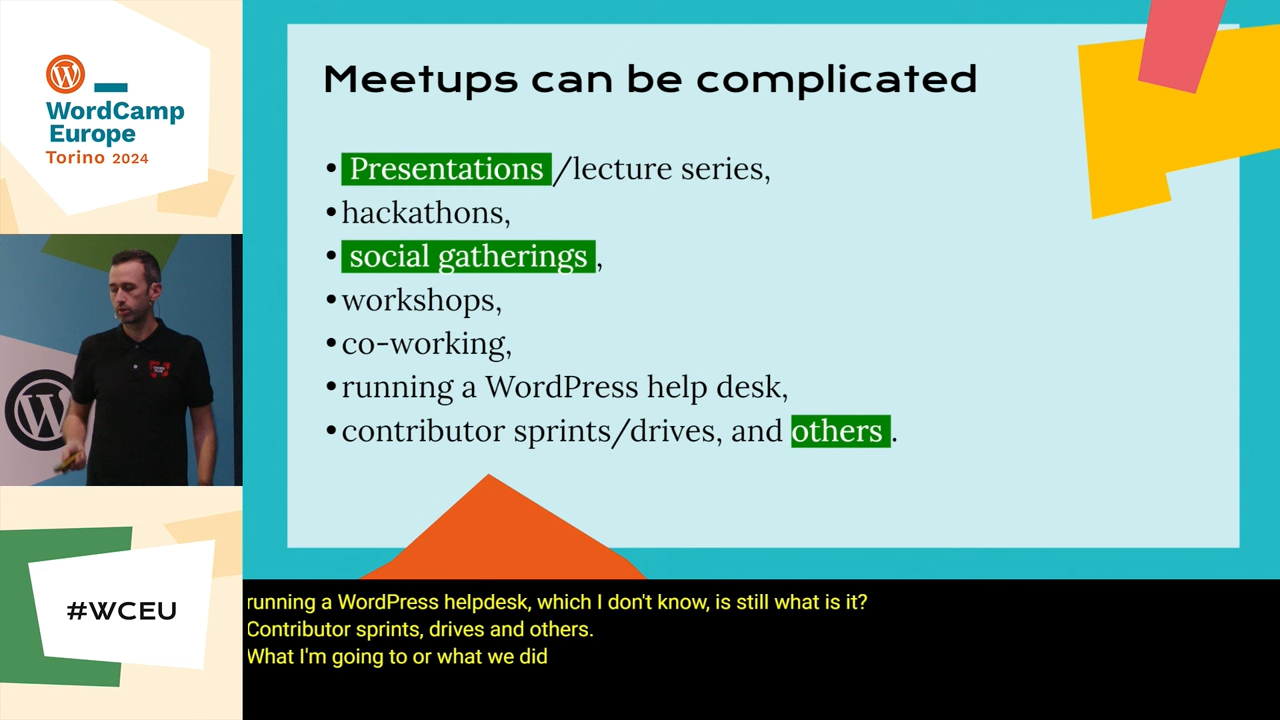 WordCamp
Europe
Torino 2024
Meetups can be complicated
• Presentations /lecture series,
• hackathons,
• social gatherings ,
• workshops,
• co-working,
• running a WordPress help desk,
• contributor sprints/drives, and others .
#WCEU
running a WordPress helpdesk, which I don't know, is still what is it?
Contributor sprints, drives and others.
What I'm going to or what we did